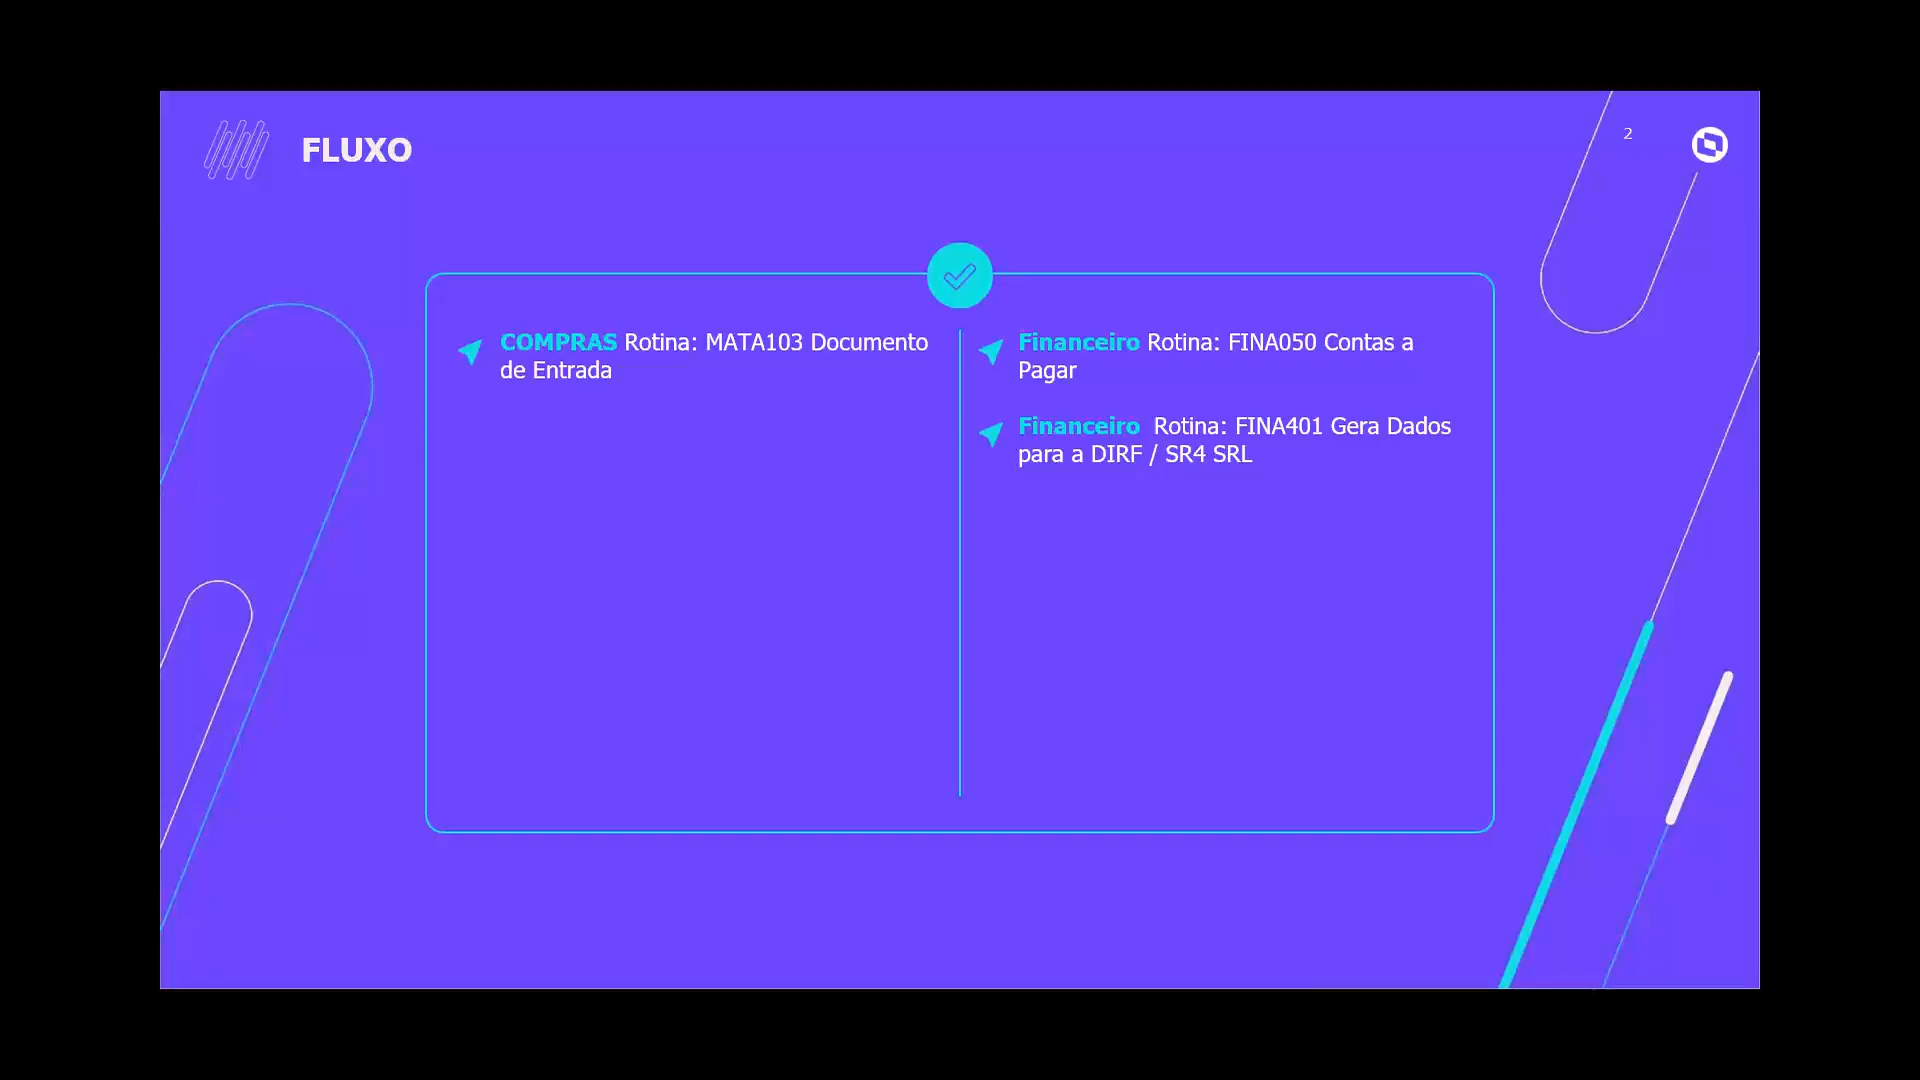 FLUXO
2
COMPRAS Rotina: MATA103 Documento
de Entrada
Financeiro Rotina: FINA050 Contas a
Pagar
Financeiro  Rotina: FINA401 Gera Dados
para a DIRF / SR4 SRL